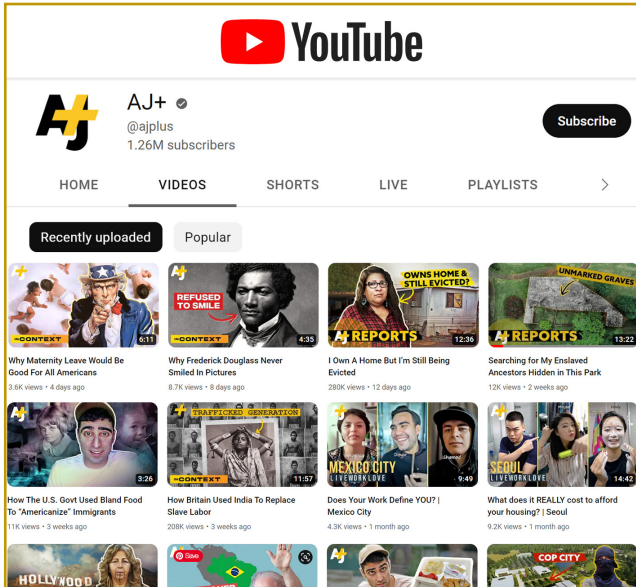 YouTube
AJ+
AJ+
@ajplus
1.26M subscribers
Subscribe
HOME VIDEOS SHORTS LIVE PLAYLISTS
Recently uploaded Popular
CONTEXT 6:11
REFUSED
TO SMILE
CONTEXT 4:35
OWNS HOME &
STILL EVICTED?
REPORTS 12:36
UNMARKED GRAVES
REPORTS 13:22
Why Maternity Leave Would Be
Good For All Americans
3.6K views • 4 days ago
Why Frederick Douglass Never
Smiled In Pictures
8.7K views • 8 days ago
I Own A Home But I'm Still Being
Evicted
280K views • 12 days ago
Searching for My Enslaved
Ancestors Hidden in This Park
12K views • 2 weeks ago
3:26
TRAFFICKED GENERATION
CONTEXT 11:57
MEXICO CITY
LIVEWORKLOVE 9:49
SEOUL
LIVEWORKLOVE 14:42
How The U.S. Govt Used Bland Food
To "Americanize" Immigrants
11K views • 3 weeks ago
How Britain Used India To Replace
Slave Labor
208K views • 3 weeks ago
Does Your Work Define YOU? |
Mexico City
4.3K views • 1 month ago
What does it REALLY cost to afford
your housing? | Seoul
9.2K views • 1 month ago
HOLLYWOOD
Save
COP CITY